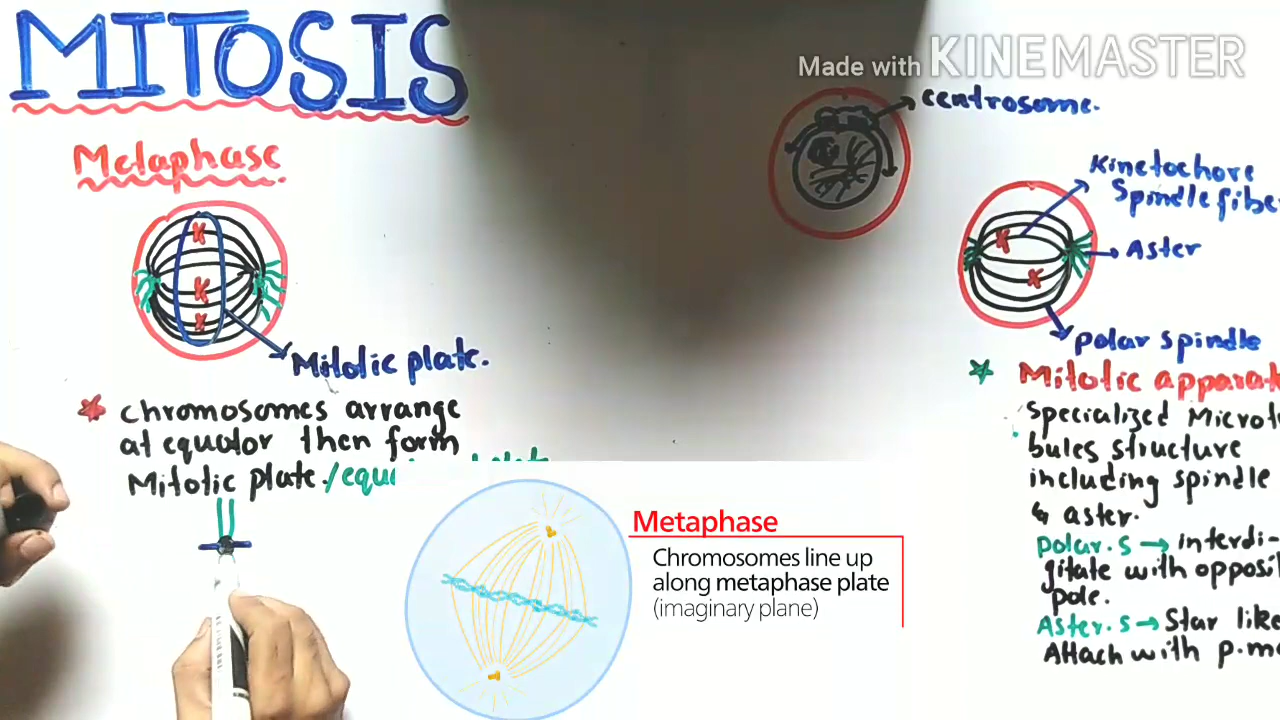 MITOSIS
Made with KINEMASTER
Metaphase
Mitotic plate.
chromosomes arrange
at equator then form
Mitotic plate./equ
centrosome.
Kinetochore
Spindle fibe
Aster
polar spindle
Mitotic apparat
Specialized Microtu
bules structure
including spindle
& aster.
polar.s → interdi-
gitate with opposi
pole.
Aster.s → Star like
Attach with p.m
Metaphase
Chromosomes line up
along metaphase plate
(imaginary plane)